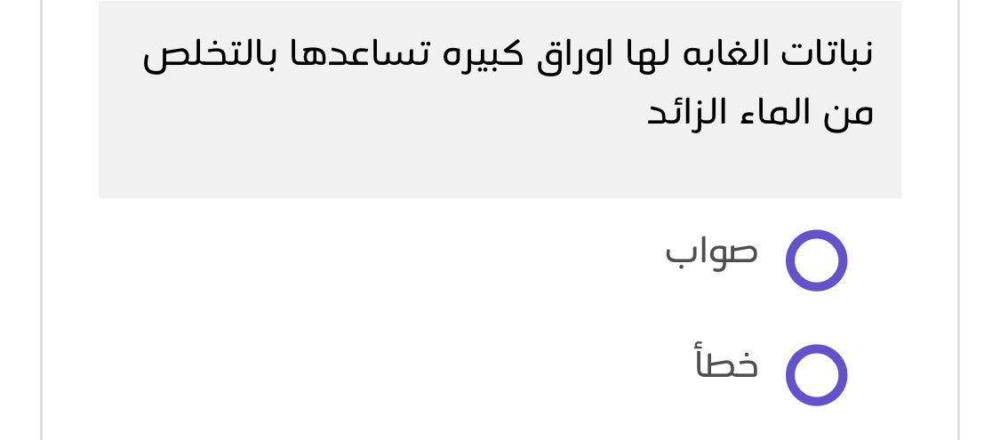 نباتات الغابه لها اوراق كبيره تساعدها بالتخلص
من الماء الزائد
صواب
خطأ